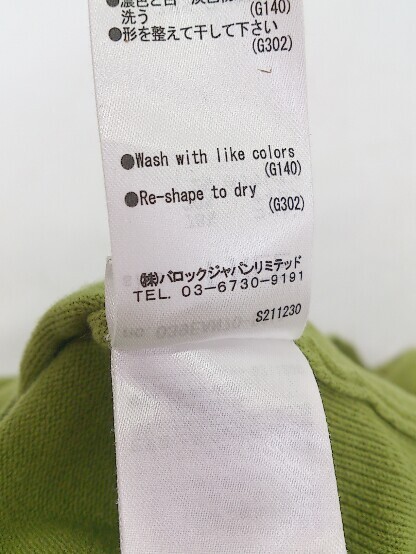 洗う
(G140)
●形を整えて干して下さい
(G302)
●Wash with like colors
(G140)
●Re-shape to dry
(G302)
㈱バロックジャパンリミテッド
TEL. 03-6730-9191
S211230